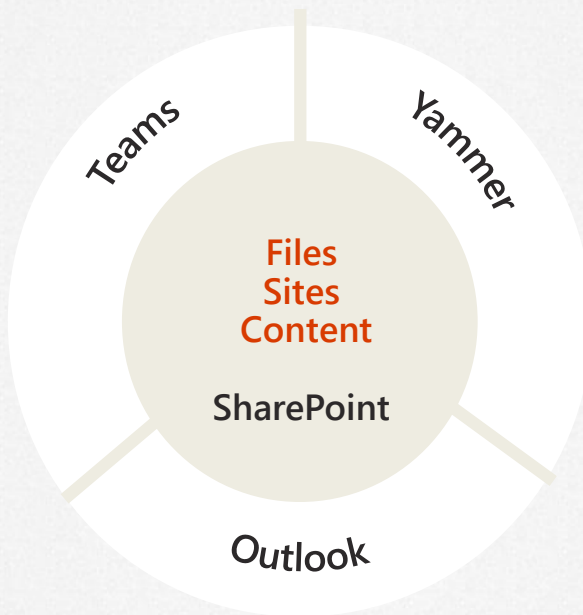 Teams
Yammer
Files
Sites
Content
SharePoint
Outlook